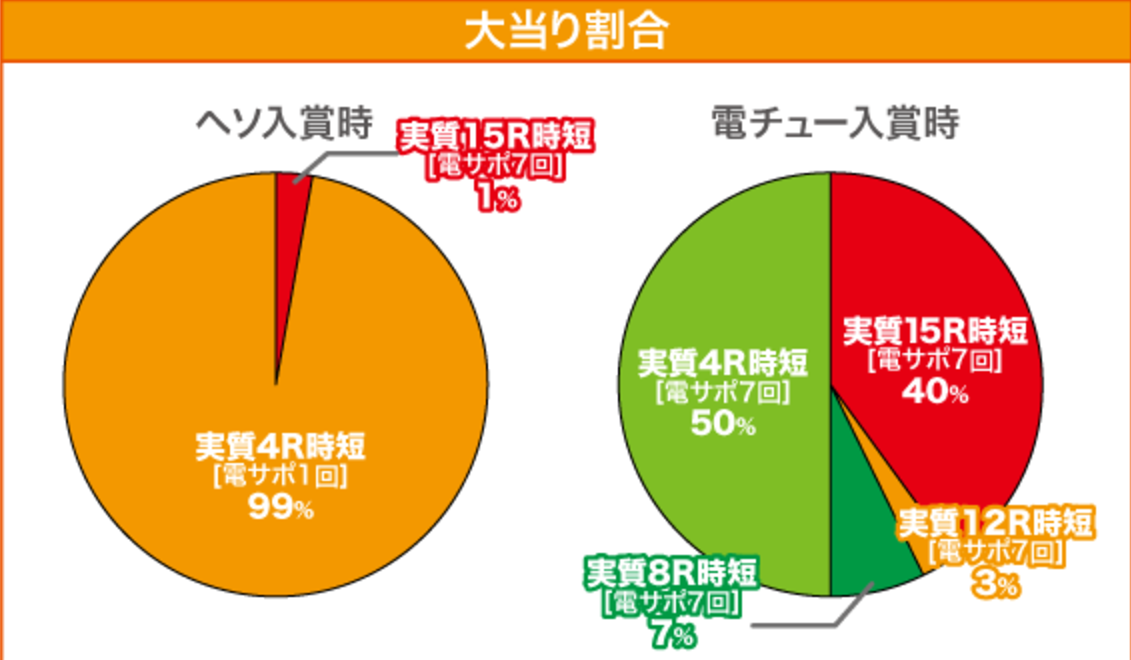 大当り割合
ヘソ入賞時
実質15R時短
[電サポ7回]
1%
実質4R時短
[電サポ1回]
99%
電チュー入賞時
実質15R時短
[電サポ7回]
40%
実質4R時短
[電サポ7回]
50%
実質12R時短
[電サポ7回]
3%
実質8R時短
[電サポ7回]
7%